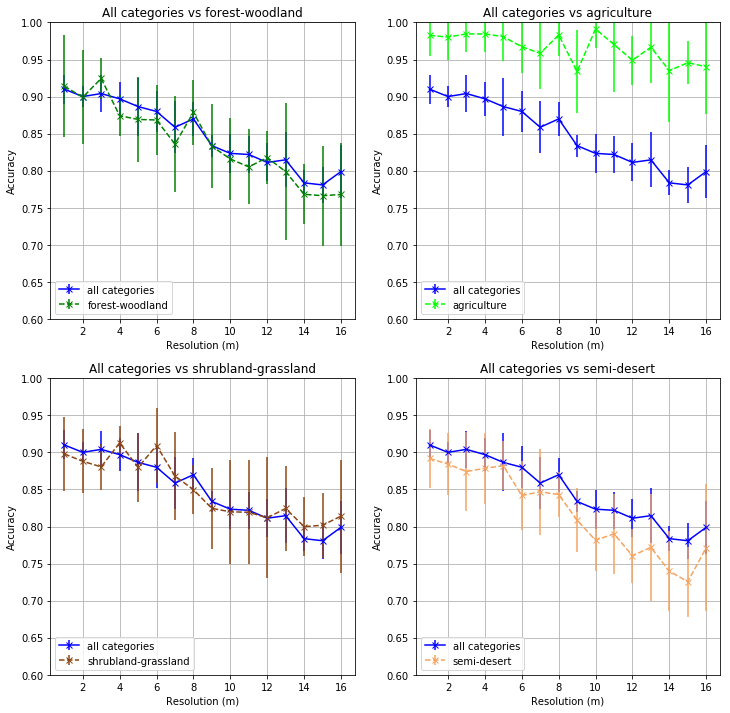 All categories vs forest-woodland
1.00
0.95
0.90
0.85
0.80
0.75
0.70
0.65
0.60
Accuracy
all categories
forest-woodland
2 4 6 8 10 12 14 16
Resolution (m)
All categories vs agriculture
1.00
0.95
0.90
0.85
0.80
0.75
0.70
0.65
0.60
Accuracy
all categories
agriculture
2 4 6 8 10 12 14 16
Resolution (m)
All categories vs shrubland-grassland
1.00
0.95
0.90
0.85
0.80
0.75
0.70
0.65
0.60
Accuracy
all categories
shrubland-grassland
2 4 6 8 10 12 14 16
Resolution (m)
All categories vs semi-desert
1.00
0.95
0.90
0.85
0.80
0.75
0.70
0.65
0.60
Accuracy
all categories
semi-desert
2 4 6 8 10 12 14 16
Resolution (m)